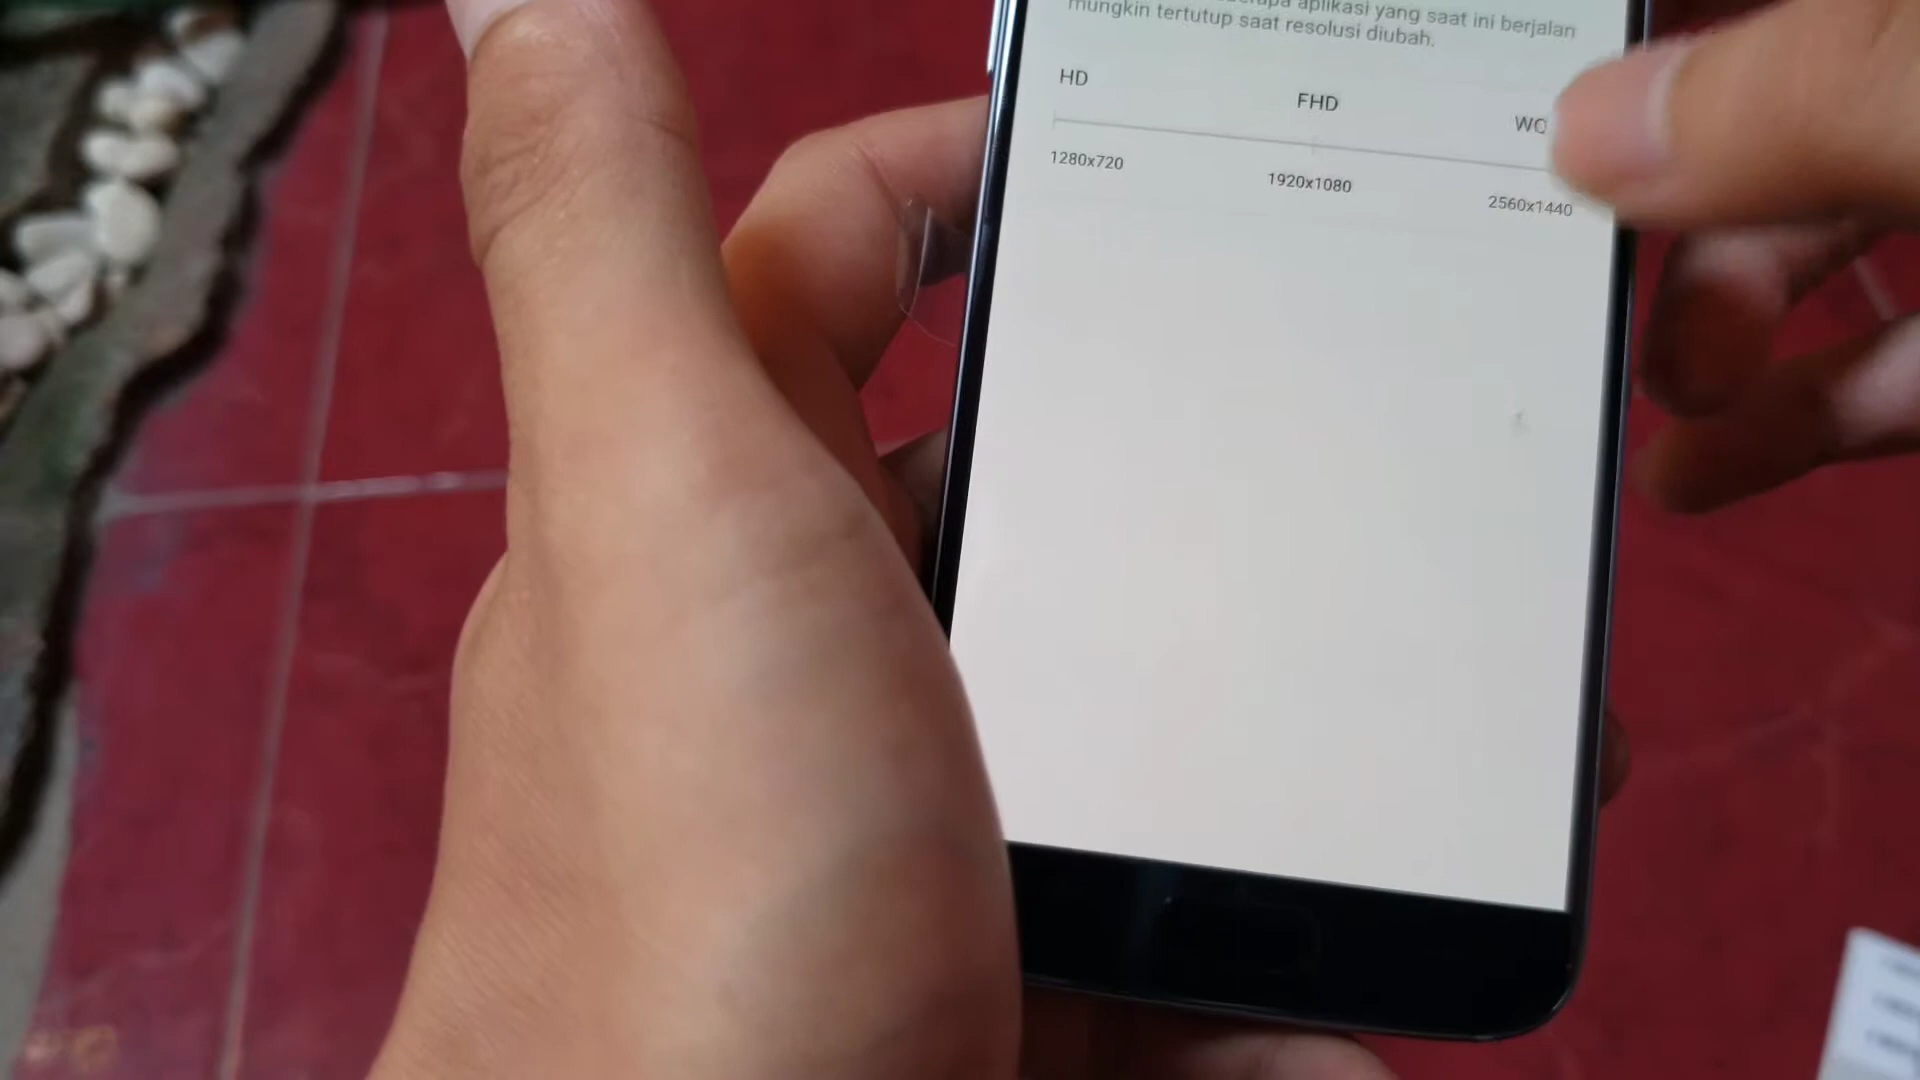 aplikasi yang saat ini berjalan
mungkin tertutup saat resolusi diubah.
HD
FHD
1280x720
1920x1080
2560x1440